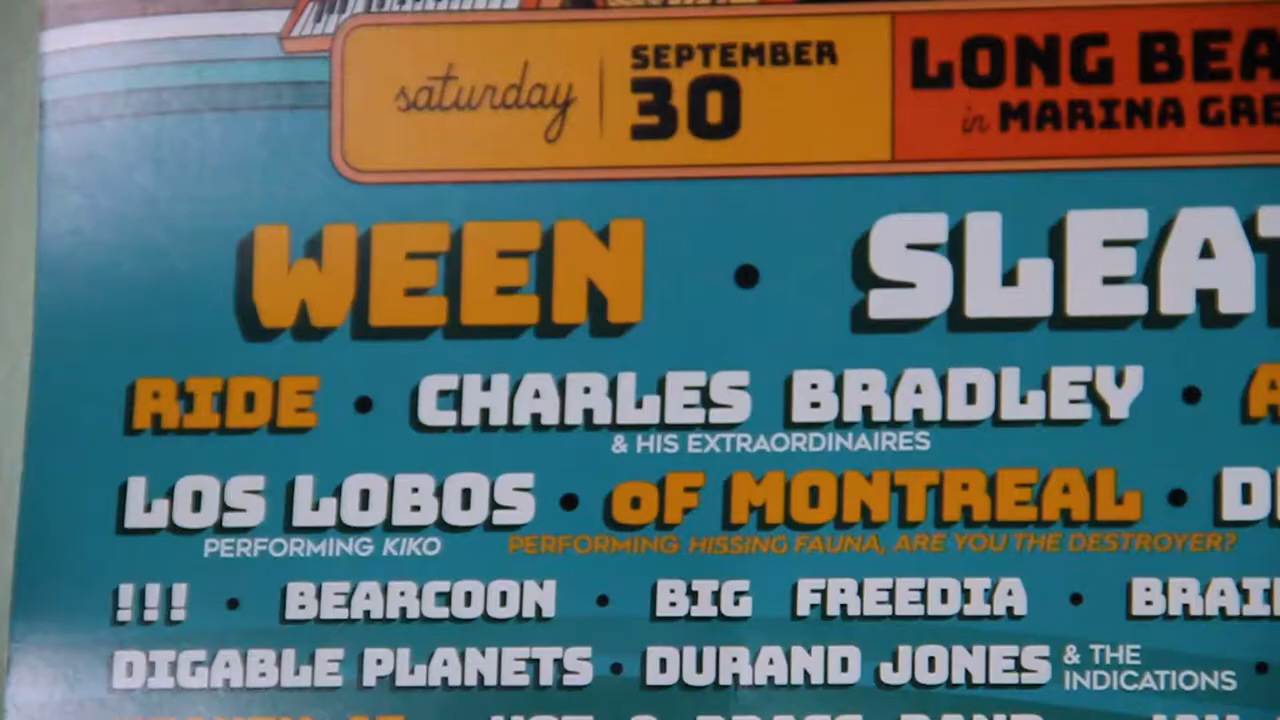 saturday SEPTEMBER 30 LONG BEA
in MARINA GRE
WEEN • SLEAT
RIDE • CHARLES BRADLEY •
& HIS EXTRAORDINAIRES
LOS LOBOS • OF MONTREAL •
PERFORMING KIKO PERFORMING HISSING FAUNA, ARE YOU THE DESTROYER?
!!! • BEARCOON • BIG FREEDIA • BRAI
DIGABLE PLANETS • DURAND JONES & THE INDICATIONS •